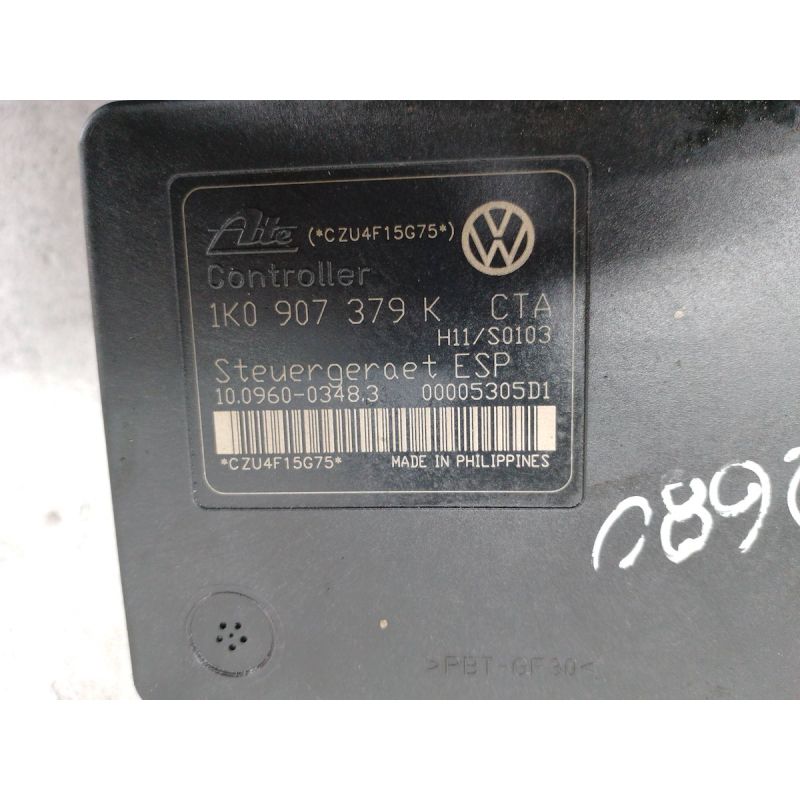 Ate (*CZU4F15G75*)
Controller
1K0 907 379 K CTA
H11/S0103
Steuergeraet ESP
10.0960-0348.3 00005305D1
*CZU4F15G75* MADE IN PHILIPPINES
>PBT-GF30<